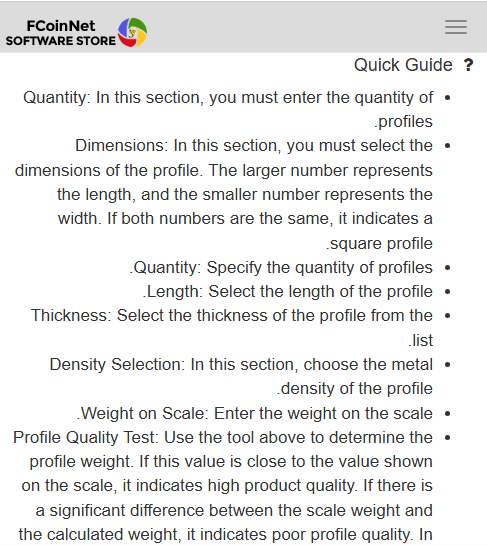 FCoinNet
SOFTWARE STORE
Quick Guide ?
Quantity: In this section, you must enter the quantity of
.profiles
Dimensions: In this section, you must select the
dimensions of the profile. The larger number represents
the length, and the smaller number represents the
width. If both numbers are the same, it indicates a
.square profile
.Quantity: Specify the quantity of profiles
.Length: Select the length of the profile
Thickness: Select the thickness of the profile from the
.list
Density Selection: In this section, choose the metal
.density of the profile
.Weight on Scale: Enter the weight on the scale
Profile Quality Test: Use the tool above to determine the
profile weight. If this value is close to the value shown
on the scale, it indicates high product quality. If there is
a significant difference between the scale weight and
the calculated weight, it indicates poor profile quality. In